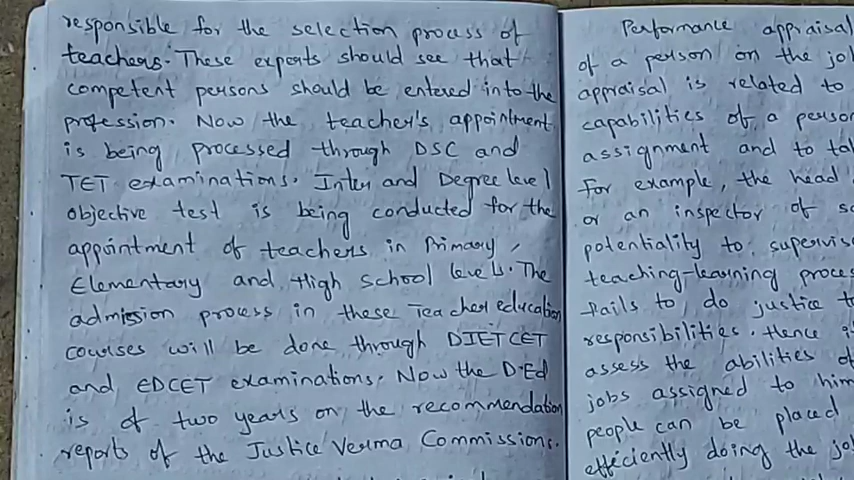 responsible for the selection process of
teachers. These experts should see that
competent persons should be entered into the
profession. Now the teacher's appointment
is being processed through DSC and
TET examinations. Inter and Degree level
objective test is being conducted for the
appointment of teachers in Primary,
Elementary and High school levels. The
admission process in these Teacher education
courses will be done through DIETCET
and EDCET examinations. Now the D.Ed
is of two years on the recommendation
reports of the Justice Verma Commissions.
Performance appraisal
of a person on the
appraisal is related to
capabilities of a
assignment and to
For example, the head
or an inspector of
potentiality to
teaching-learning
fails to do justice
responsibilities. Hence
assess the abilities of
jobs assigned to him
people can be placed
efficiently doing the